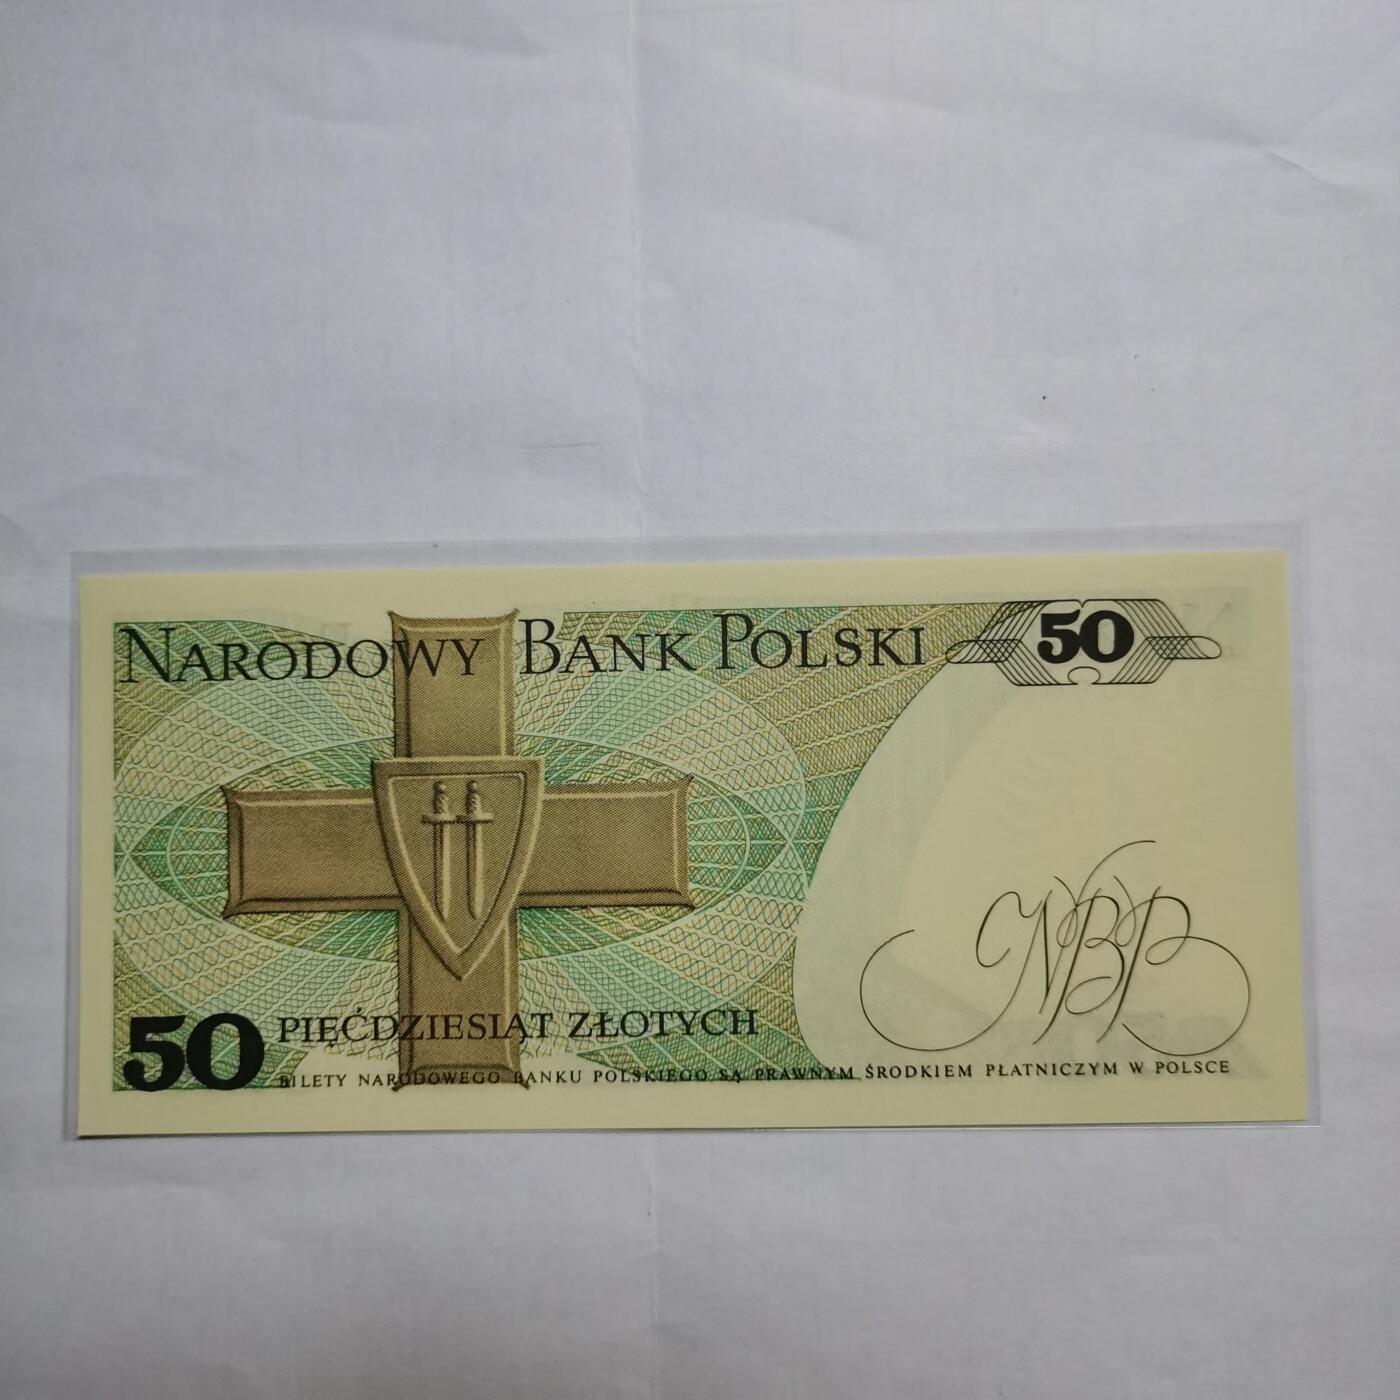 NARODOWY BANK POLSKI 50
NBP
50 PIĘĆDZIESIĄT ZŁOTYCH
BILETY NARODOWEGO BANKU POLSKIEGO SĄ PRAWNYM ŚRODKIEM PŁATNICZYM W POLSCE